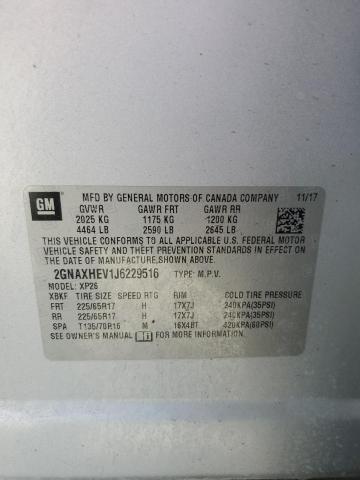 GM
MFD BY GENERAL MOTORS OF CANADA COMPANY 11/17
GVWR GAWR FRT GAWR RR
2025 KG 1175 KG 1200 KG
4464 LB 2590 LB 2645 LB
THIS VEHICLE CONFORMS TO ALL APPLICABLE U.S. FEDERAL MOTOR VEHICLE
SAFETY AND THEFT PREVENTION STANDARDS IN EFFECT ON THE DATE OF
MANUFACTURE SHOWN ABOVE.
2GNAXHEV1J6229516 TYPE: M.P.V.
MODEL: XP26
XBKF TIRE SIZE SPEED RTG RIM COLD TIRE PRESSURE
FRT 225/65R17 H 17X7J 240KPA(35PSI)
RR 225/65R17 H 17X7J 240KPA(35PSI)
SPA T135/70R16 M 16X4BT 420KPA(60PSI)
SEE OWNER'S MANUAL FOR MORE INFORMATION.